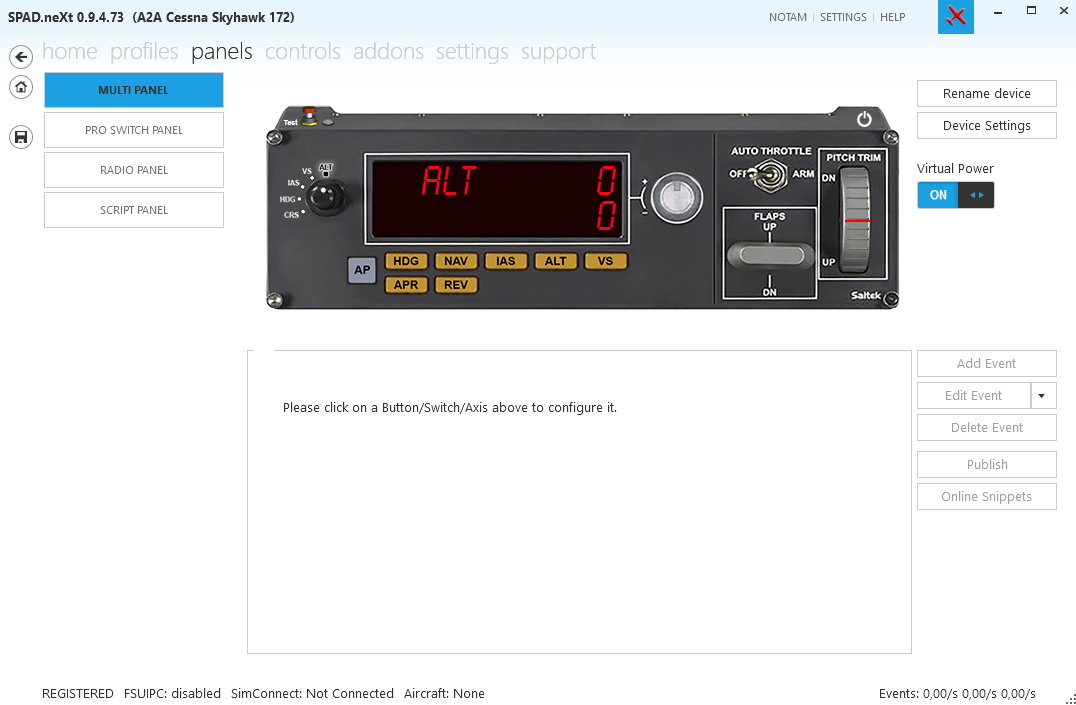 SPAD.neXt 0.9.4.73 (A2A Cessna Skyhawk 172)
NOTAM | SETTINGS | HELP
home profiles panels controls addons settings support
MULTI PANEL
PRO SWITCH PANEL
RADIO PANEL
SCRIPT PANEL
Test
ALT
VS
IAS
HDG
CRS
ALT 0
0
+
-
AP
HDG NAV IAS ALT VS
APR REV
AUTO THROTTLE
OFF ARM
FLAPS
UP
DN
PITCH TRIM
DN
UP
Saitek
Rename device
Device Settings
Virtual Power
ON
Please click on a Button/Switch/Axis above to configure it.
Add Event
Edit Event
Delete Event
Publish
Online Snippets
REGISTERED FSUIPC: disabled SimConnect: Not Connected Aircraft: None
Events: 0,00/s 0,00/s 0,00/s